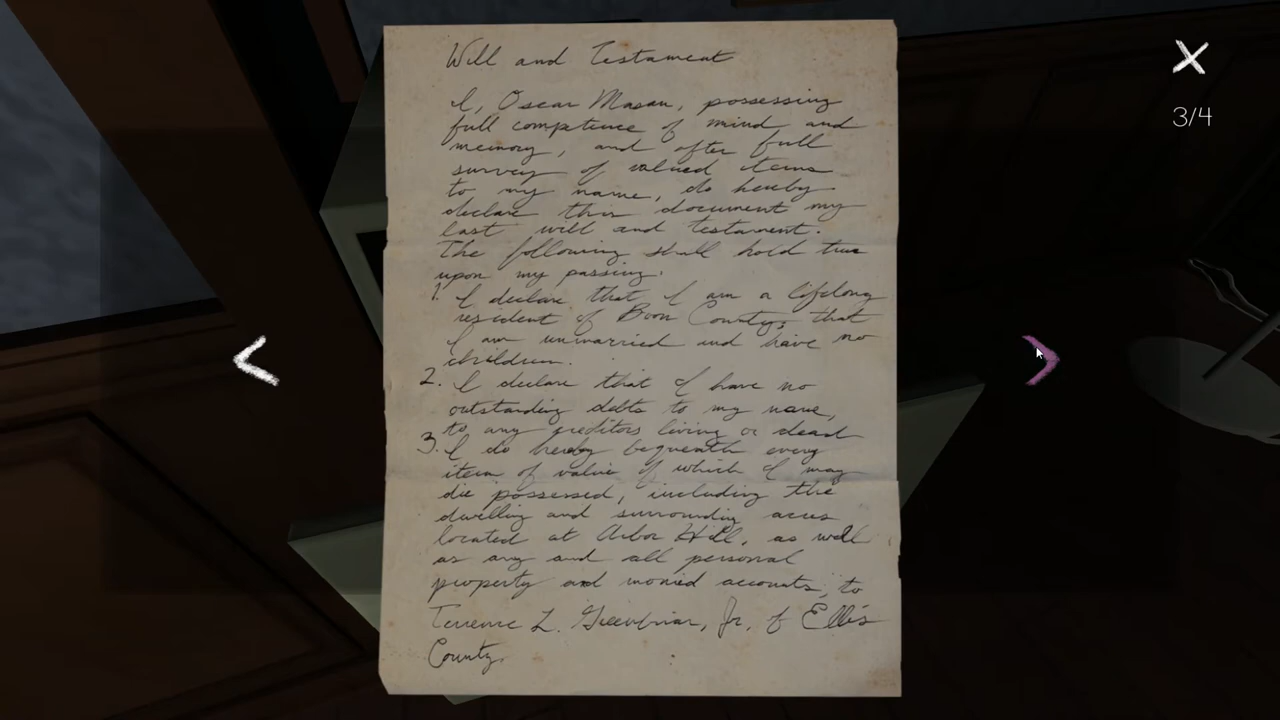 Will and Testament
I, Oscar Masan, possessing
full comptence of mind and
memory, and after full
survey of valued items
to my name, do hereby
declare this document my
last will and testament.
The following shall hold true
upon my passing:
1. I declare that I am a lifelong
resident of Boon County, that
I am unmarried and have no
children.
2. I declare that I have no
outstanding debts to my name,
to any creditors living or dead
3. I do hereby bequeath every
item of value of which I may
die possessed, including the
dwelling and surrounding acres
located at Arbor Hill, as well
as any and all personal
property and monied accounts, to
Terrence L. Greenbriar, Jr. of Ellis
County.
3/4